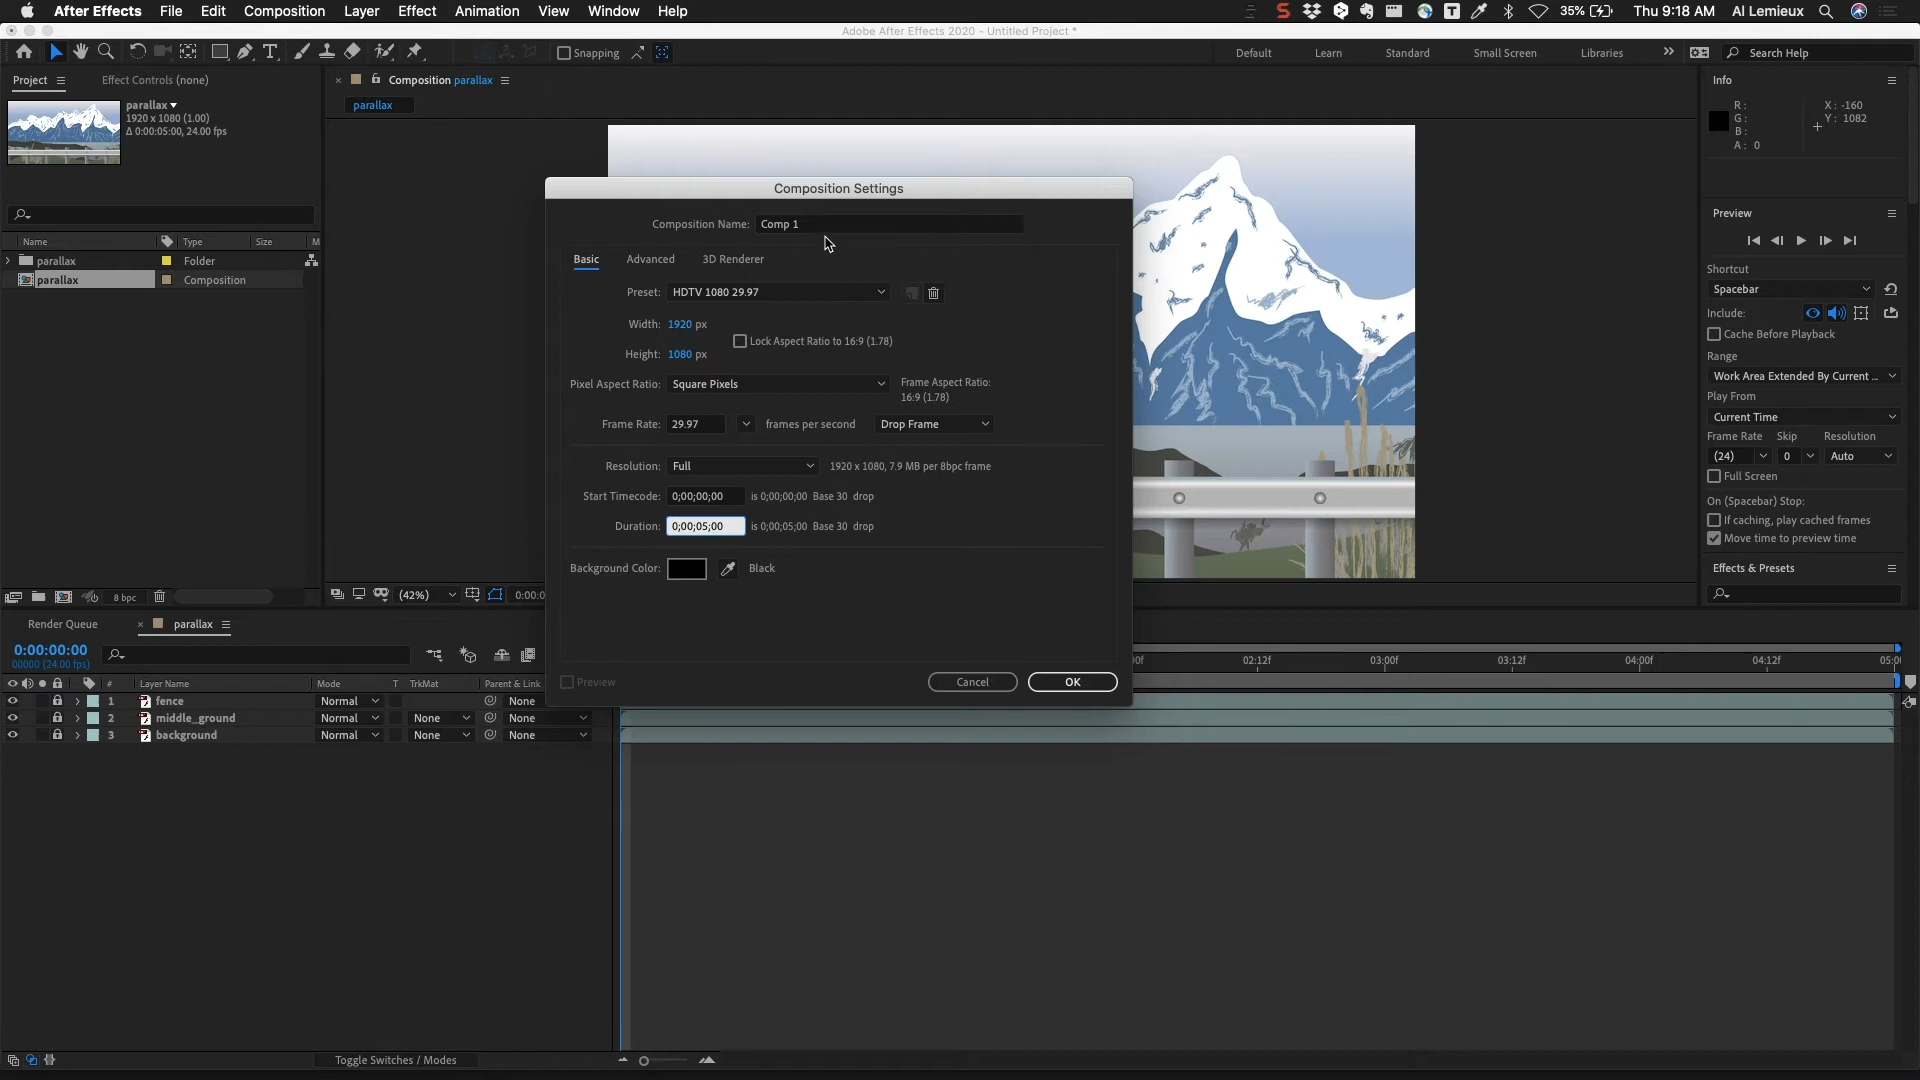 After Effects File Edit Composition Layer Effect Animation View Window Help 35% Thu 9:18 AM Al Lemieux
Adobe After Effects 2020 - Untitled Project *
Snapping Default Learn Standard Small Screen Libraries Search Help
Project Effect Controls (none)
Composition parallax
Info
parallax
1920 x 1080 (1.00)
Δ 0:00:05:00, 24.00 fps
parallax
R:
G:
B:
A: 0
X: -160
Y: 1082
Composition Settings
Composition Name: Comp 1
Basic Advanced 3D Renderer
Preset: HDTV 1080 29.97
Width: 1920 px
Lock Aspect Ratio to 16:9 (1.78)
Height: 1080 px
Pixel Aspect Ratio: Square Pixels
Frame Aspect Ratio:
16:9 (1.78)
Frame Rate: 29.97 frames per second Drop Frame
Resolution: Full 1920 x 1080, 7.9 MB per 8bpc frame
Start Timecode: 0;00;00;00 is 0;00;00;00 Base 30 drop
Duration: 0;00;05;00 is 0;00;05;00 Base 30 drop
Background Color: Black
Preview
Cancel OK
Name Type Size M
parallax Folder
parallax Composition
8 bpc
(42%) 0:00:0
Preview
Shortcut
Spacebar
Include:
Cache Before Playback
Range
Work Area Extended By Current ...
Play From
Current Time
Frame Rate Skip Resolution
(24) 0 Auto
Full Screen
On (Spacebar) Stop:
If caching, play cached frames
Move time to preview time
Effects & Presets
Render Queue parallax
0:00:00:00
00000 (24.00 fps)
# Layer Name Mode T TrkMat Parent & Link
1 fence Normal None
2 middle_ground Normal None None
3 background Normal None None
02:12f 03:00f 03:12f 04:00f 04:12f
Toggle Switches / Modes